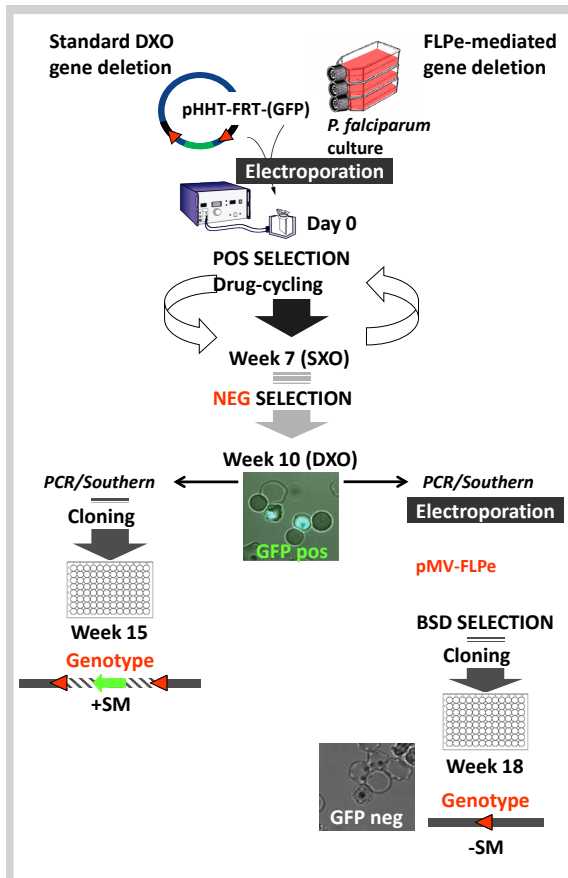 Standard DXO
gene deletion
FLPe-mediated
gene deletion
pHHT-FRT-(GFP)
P. falciparum
culture
Electroporation
Day 0
POS SELECTION
Drug-cycling
Week 7 (SXO)
NEG SELECTION
Week 10 (DXO)
PCR/Southern
PCR/Southern
Cloning
Electroporation
GFP pos
pMV-FLPe
Week 15
BSD SELECTION
Genotype
Cloning
+SM
Week 18
GFP neg
Genotype
-SM